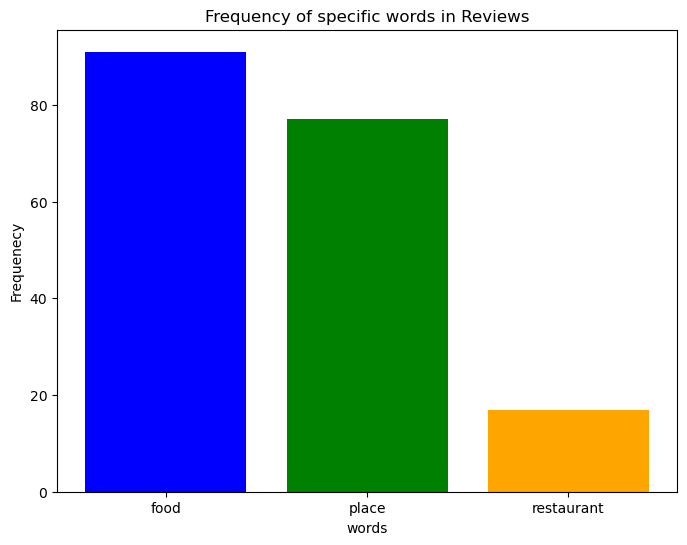 Frequency of specific words in Reviews
Frequenecy
80
60
40
20
0
food place restaurant
words